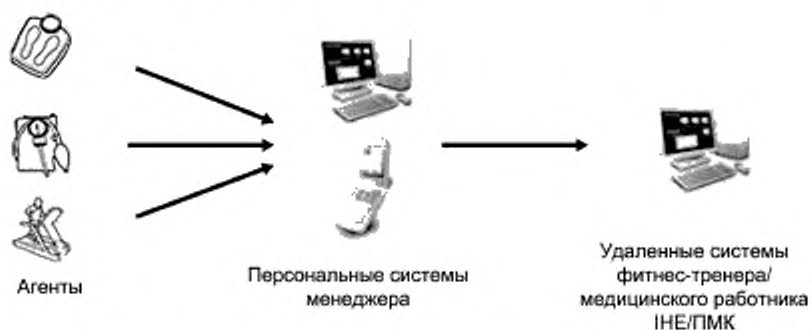 Агенты
Персональные системы
менеджера
Удаленные системы
фитнес-тренера/
медицинского работника
IHE/ПМК